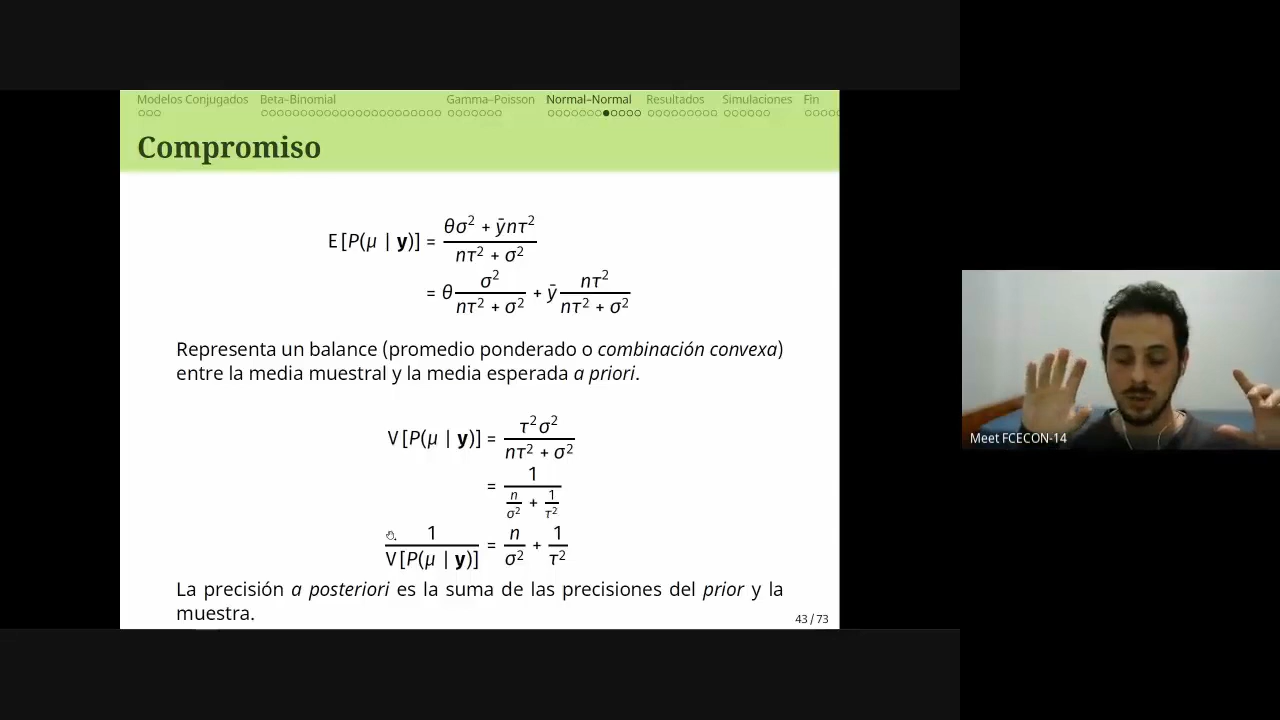 Modelos Conjugados Beta–Binomial Gamma–Poisson Normal–Normal Resultados Simulaciones Fin
Compromiso
E [P(μ | y)] = (θσ² + ȳnτ²) / (nτ² + σ²)
= θ σ² / (nτ² + σ²) + ȳ nτ² / (nτ² + σ²)
Representa un balance (promedio ponderado o combinación convexa)
entre la media muestral y la media esperada a priori.
V [P(μ | y)] = τ²σ² / (nτ² + σ²)
= 1 / (n/σ² + 1/τ²)
1 / V [P(μ | y)] = n/σ² + 1/τ²
La precisión a posteriori es la suma de las precisiones del prior y la
muestra.
43 / 73
Meet FCECON-14